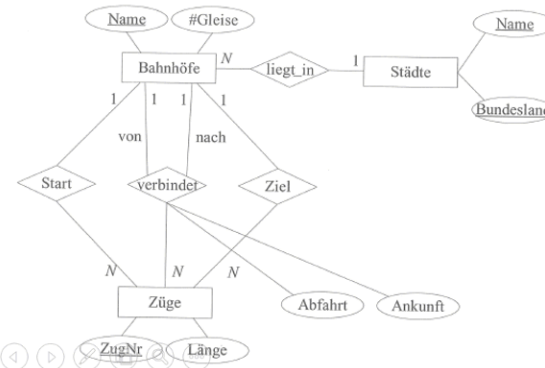 Name
#Gleise
Name
Bahnhöfe
N
liegt_in
1
Städte
1
1
1
1
Bundesland
von
nach
Start
verbindet
Ziel
N
N
N
Züge
Abfahrt
Ankunft
ZugNr
Länge